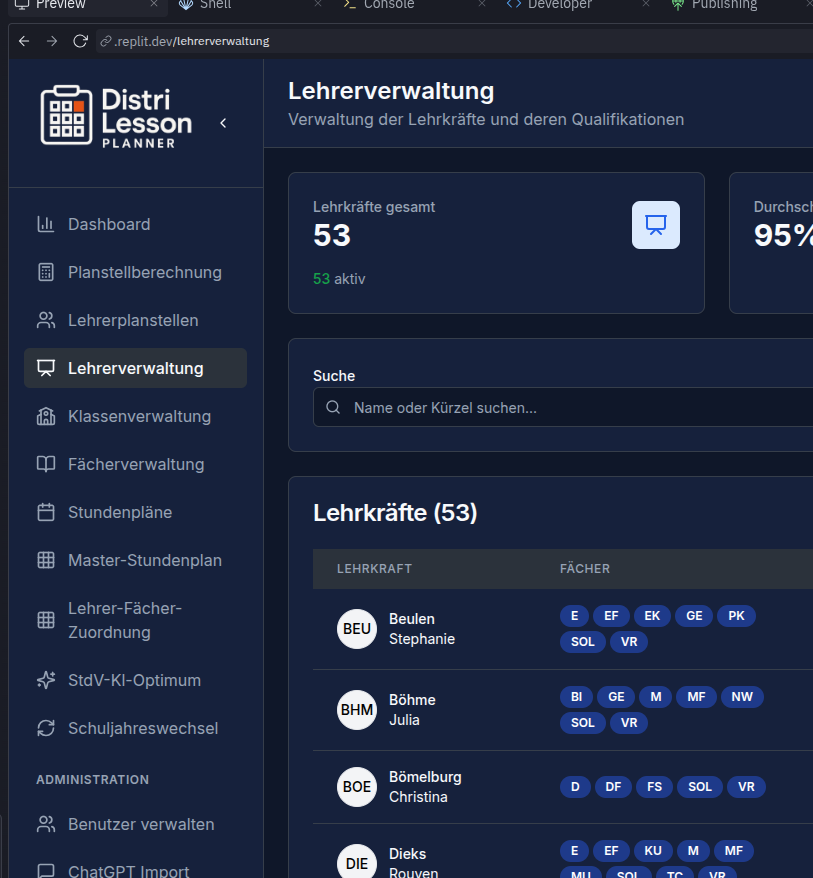 Preview
Shell
Console
Developer
Publishing
.replit.dev/lehrerverwaltung
Distri
Lesson
PLANNER
Lehrerverwaltung
Verwaltung der Lehrkräfte und deren Qualifikationen
Dashboard
Planstellberechnung
Lehrerplanstellen
Lehrerverwaltung
Klassenverwaltung
Fächerverwaltung
Stundenpläne
Master-Stundenplan
Lehrer-Fächer-
Zuordnung
StdV-KI-Optimum
Schuljahreswechsel
ADMINISTRATION
Benutzer verwalten
ChatGPT Import
Lehrkräfte gesamt
53
53 aktiv
Durchsch
95%
Suche
Name oder Kürzel suchen...
Lehrkräfte (53)
LEHRKRAFT FÄCHER
BEU
Beulen
Stephanie
E EF EK GE PK
SOL VR
BHM
Böhme
Julia
BI GE M MF NW
SOL VR
BOE
Bömelburg
Christina
D DF FS SOL VR
DIE
Dieks
Rouven
E EF KU M MF
MU SOL TC VR